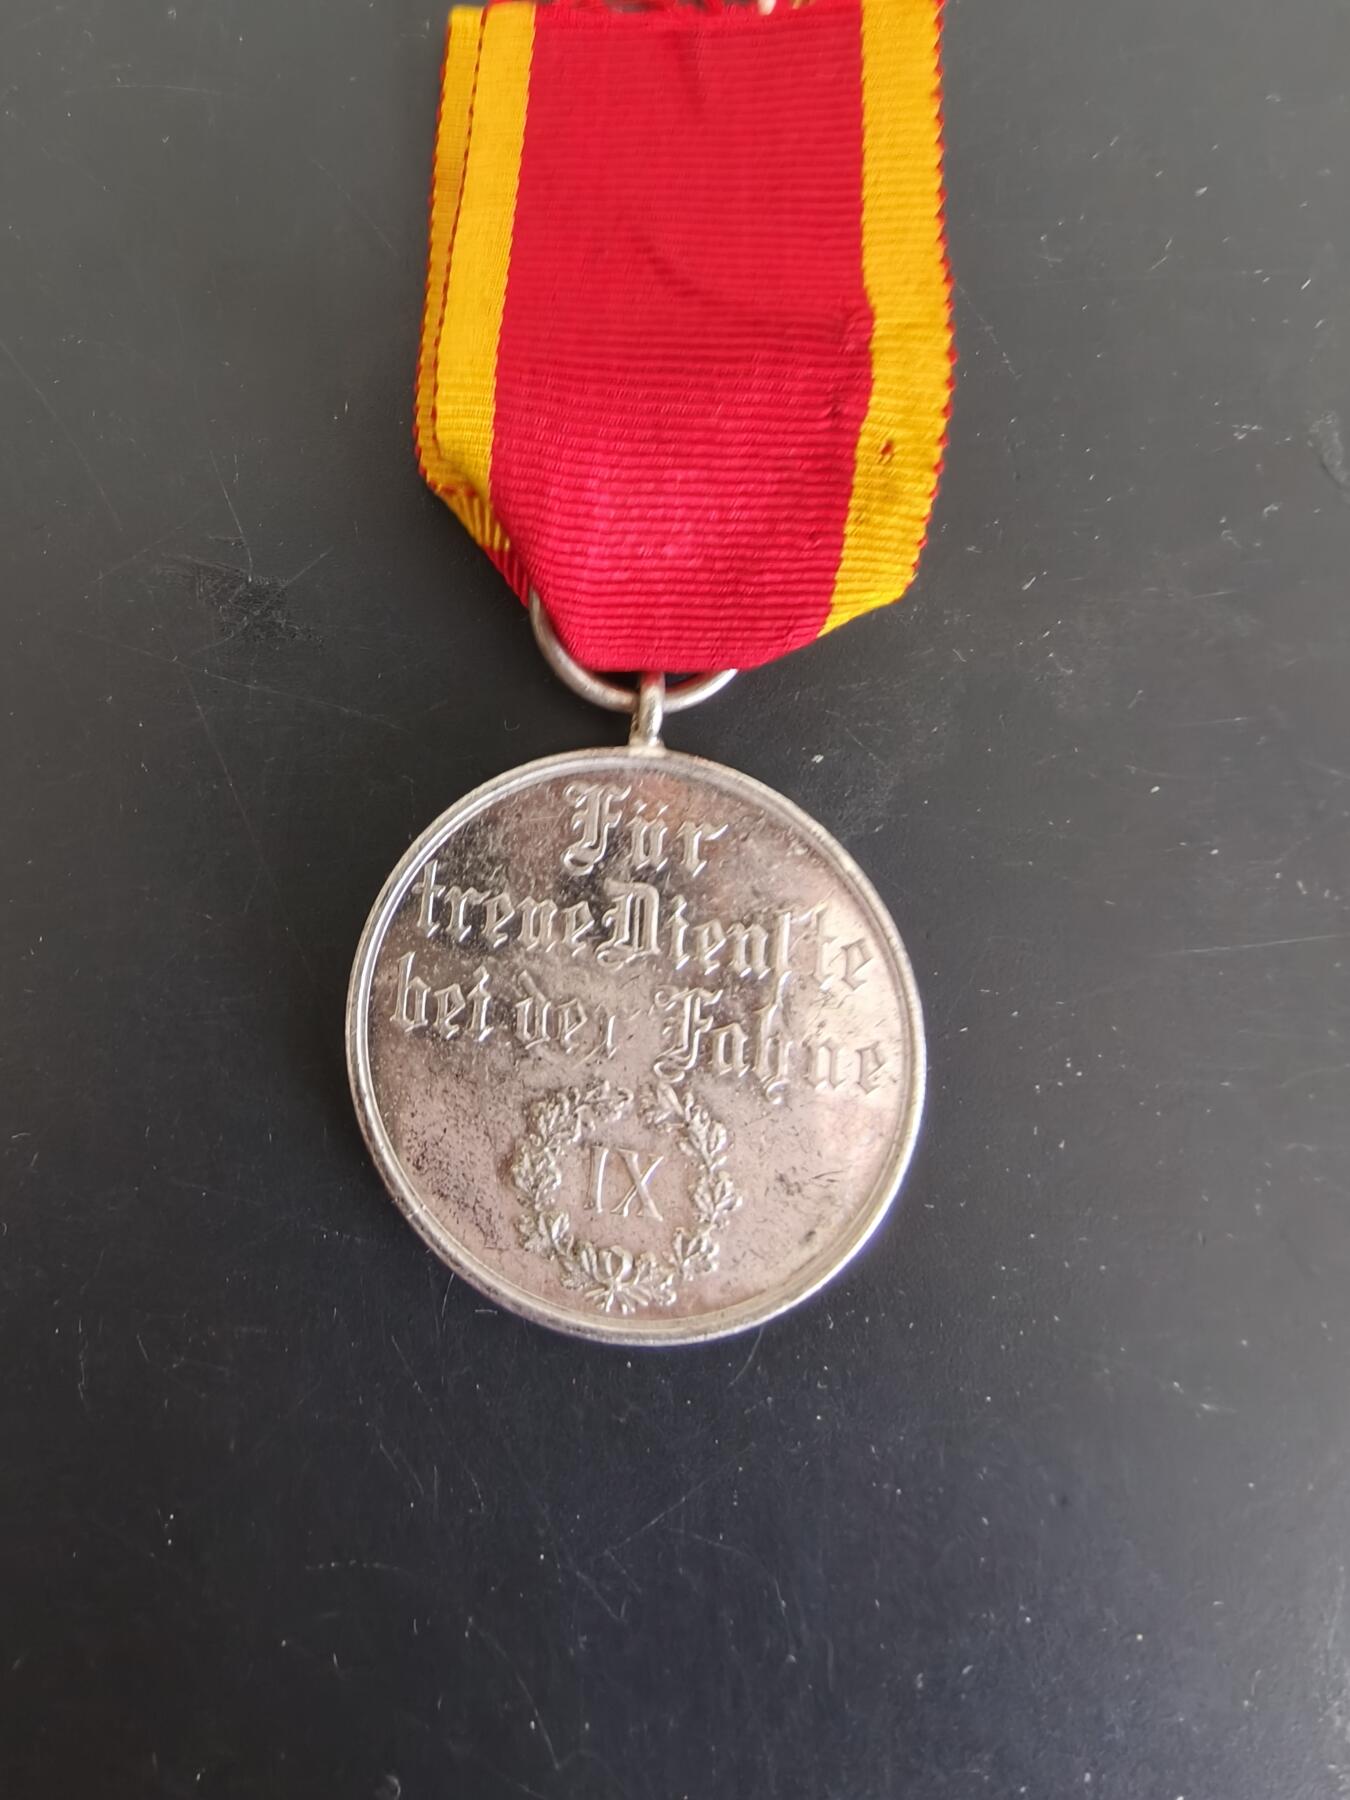 Für
treue Dienste
bei der Fahne
IX